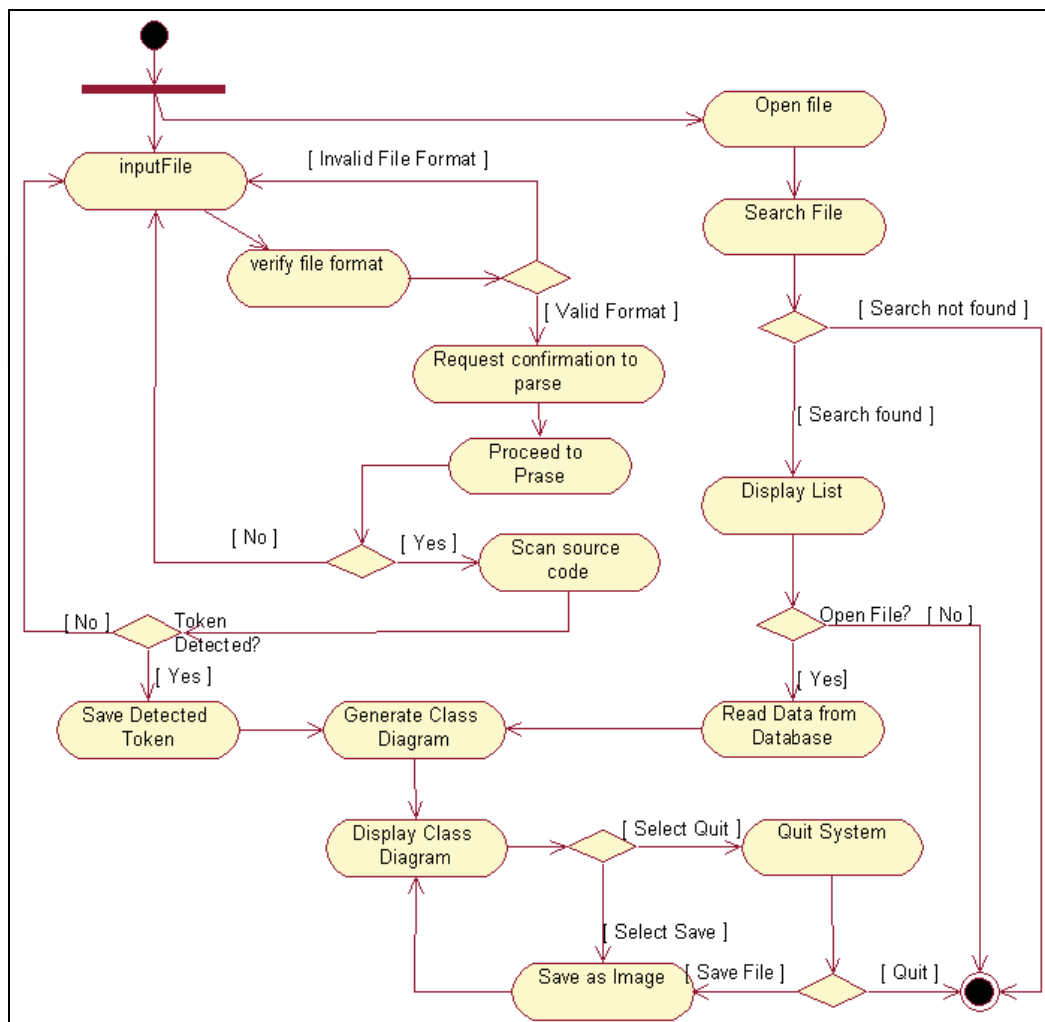 Open file
inputFile
[ Invalid File Format ]
Search File
verify file format
[ Search not found ]
[ Valid Format ]
Request confirmation to
parse
[ Search found ]
Proceed to
Prase
Display List
[ No ]
[ Yes ]
Scan source
code
[ No ]
Token
Detected?
Open File?
[ No ]
[ Yes ]
[ Yes]
Save Detected
Token
Generate Class
Diagram
Read Data from
Database
Display Class
Diagram
[ Select Quit ]
Quit System
[ Select Save ]
Save as Image
[ Save File ]
[ Quit ]